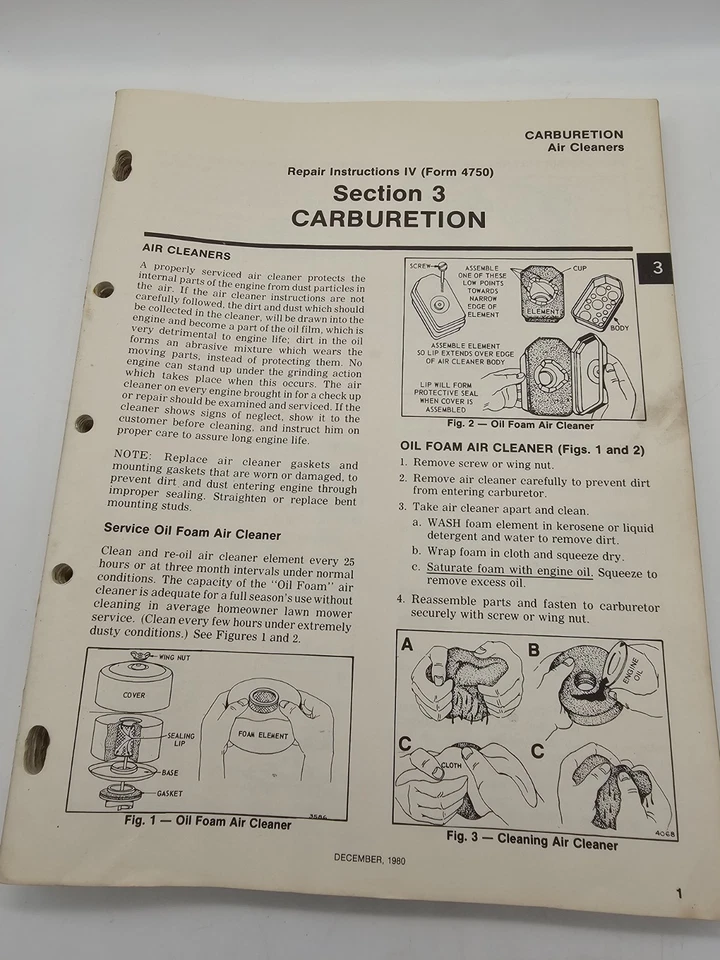 CARBURETION
Air Cleaners
Repair Instructions IV (Form 4750)
Section 3
CARBURETION
3
AIR CLEANERS
A properly serviced air cleaner protects the
internal parts of the engine from dust particles in
the air. If the air cleaner instructions are not
carefully followed, the dirt and dust which should
be collected in the cleaner, will be drawn into the
engine and become a part of the oil film, which is
very detrimental to engine life; dirt in the oil
forms an abrasive mixture which wears the
moving parts, instead of protecting them. No
engine can stand up under the grinding action
which takes place when this occurs. The air
cleaner on every engine brought in for a check up
or repair should be examined and serviced. If the
cleaner shows signs of neglect, show it to the
customer before cleaning, and instruct him on
proper care to assure long engine life.
NOTE: Replace air cleaner gaskets and
mounting gaskets that are worn or damaged, to
prevent dirt and dust entering engine through
improper sealing. Straighten or replace bent
mounting studs.
Service Oil Foam Air Cleaner
Clean and re-oil air cleaner element every 25
hours or at three month intervals under normal
conditions. The capacity of the "Oil Foam" air
cleaner is adequate for a full season's use without
cleaning in average homeowner lawn mower
service. (Clean every few hours under extremely
dusty conditions.) See Figures 1 and 2.
WING NUT
COVER
SEALING
LIP
BASE
GASKET
FOAM ELEMENT
3586
Fig. 1 — Oil Foam Air Cleaner
SCREW
ASSEMBLE
ONE OF THESE
LOW POINTS
TOWARDS
NARROW
EDGE OF
ELEMENT
CUP
ELEMENT
BODY
ASSEMBLE ELEMENT
SO LIP EXTENDS OVER EDGE
OF AIR CLEANER BODY
LIP WILL FORM
PROTECTIVE SEAL
WHEN COVER IS
ASSEMBLED
Fig. 2 — Oil Foam Air Cleaner
OIL FOAM AIR CLEANER (Figs. 1 and 2)
1. Remove screw or wing nut.
2. Remove air cleaner carefully to prevent dirt
from entering carburetor.
3. Take air cleaner apart and clean.
a. WASH foam element in kerosene or liquid
detergent and water to remove dirt.
b. Wrap foam in cloth and squeeze dry.
c. Saturate foam with engine oil. Squeeze to
remove excess oil.
4. Reassemble parts and fasten to carburetor
securely with screw or wing nut.
A
B
ENGINE
OIL
C
CLOTH
C
4068
Fig. 3 — Cleaning Air Cleaner
DECEMBER, 1980
1